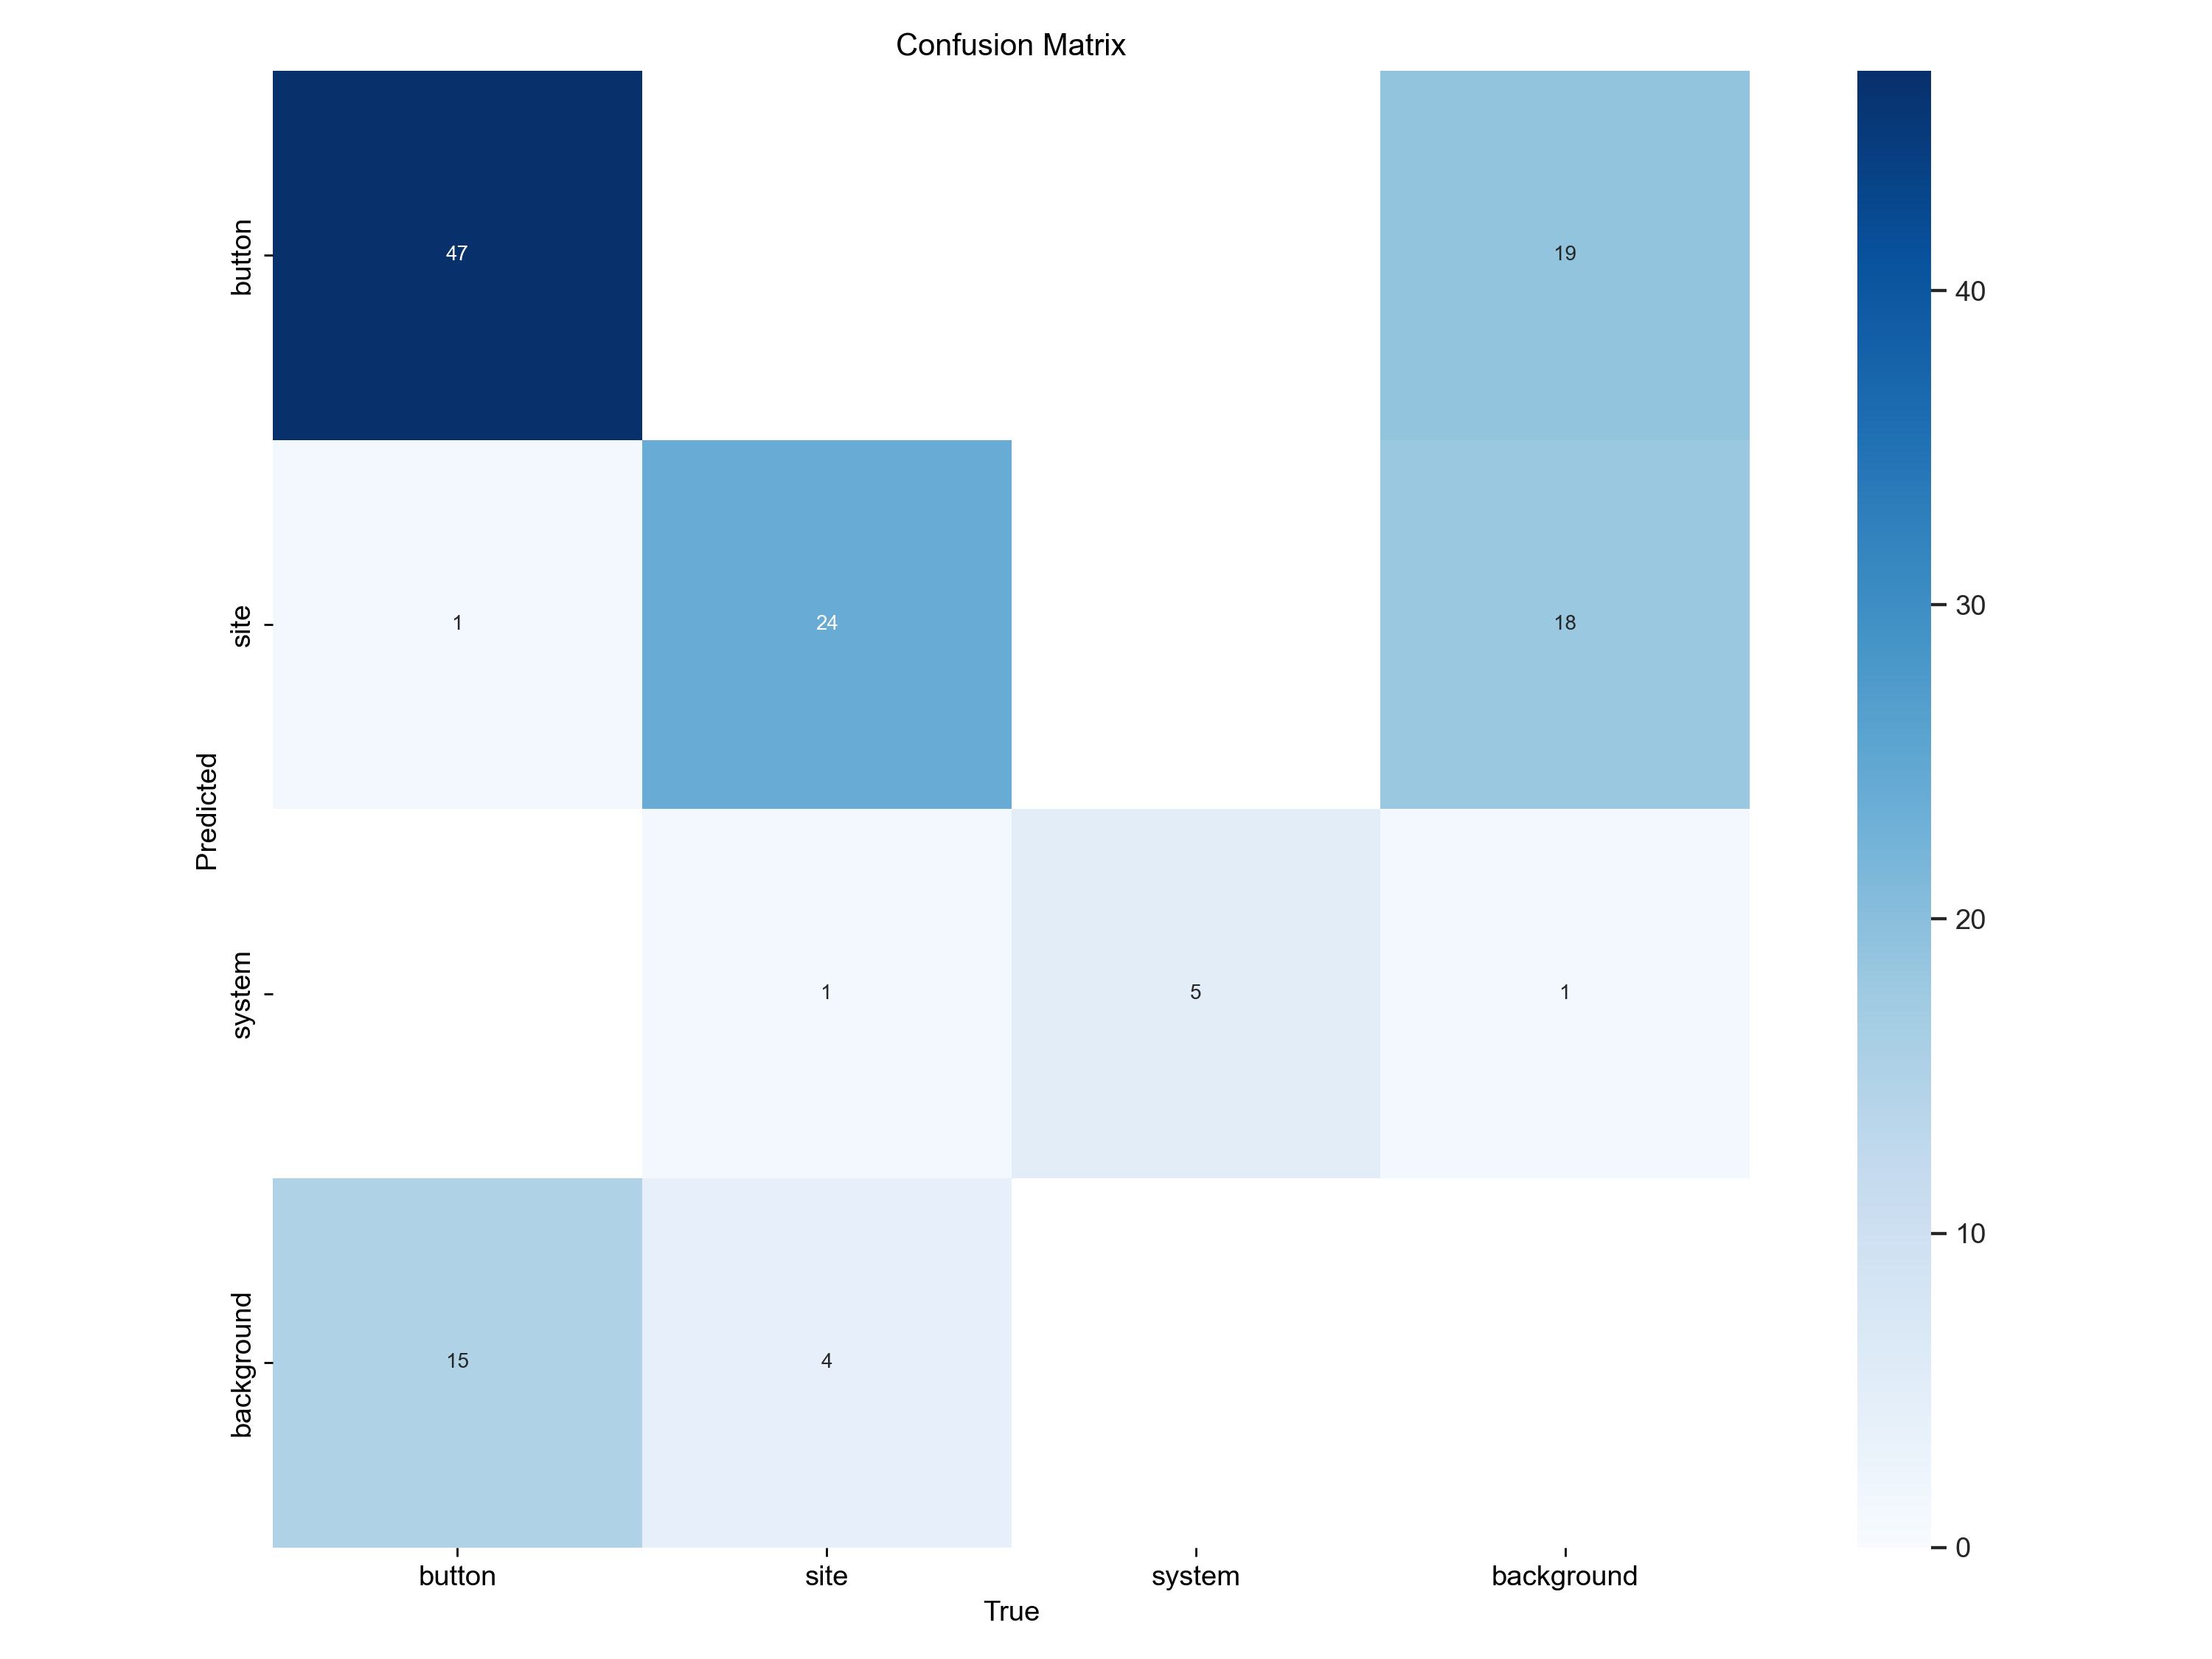 Confusion Matrix
button
47
19
40
site
1
24
18
30
Predicted
system
1
5
1
20
background
15
4
10
0
button
site
system
background
True